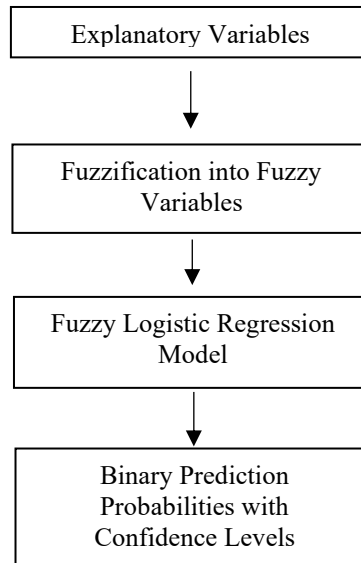 Explanatory Variables
Fuzzification into Fuzzy
Variables
Fuzzy Logistic Regression
Model
Binary Prediction
Probabilities with
Confidence Levels